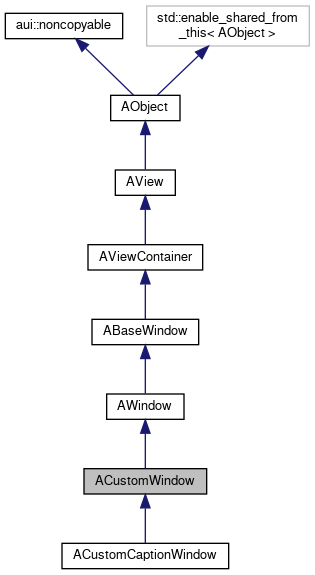 aui::noncopyable
std::enable_shared_from
_this< AObject >
AObject
AView
AViewContainer
ABaseWindow
AWindow
ACustomWindow
ACustomCaptionWindow